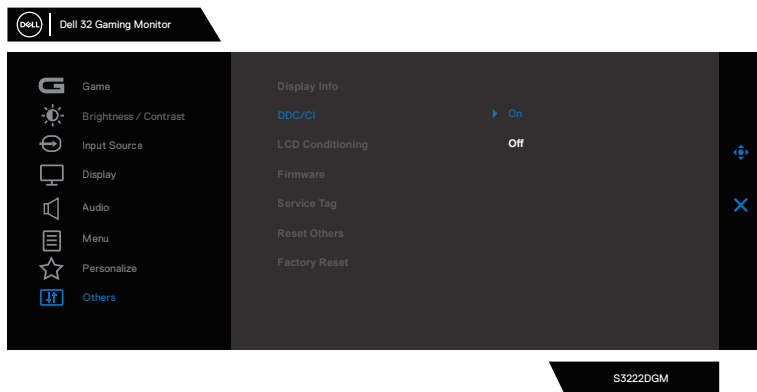 DELL
Dell 32 Gaming Monitor
Game
Brightness / Contrast
Input Source
Display
Audio
Menu
Personalize
Others
Display Info
DDC/CI
On
LCD Conditioning
Off
Firmware
Service Tag
Reset Others
Factory Reset
S3222DGM